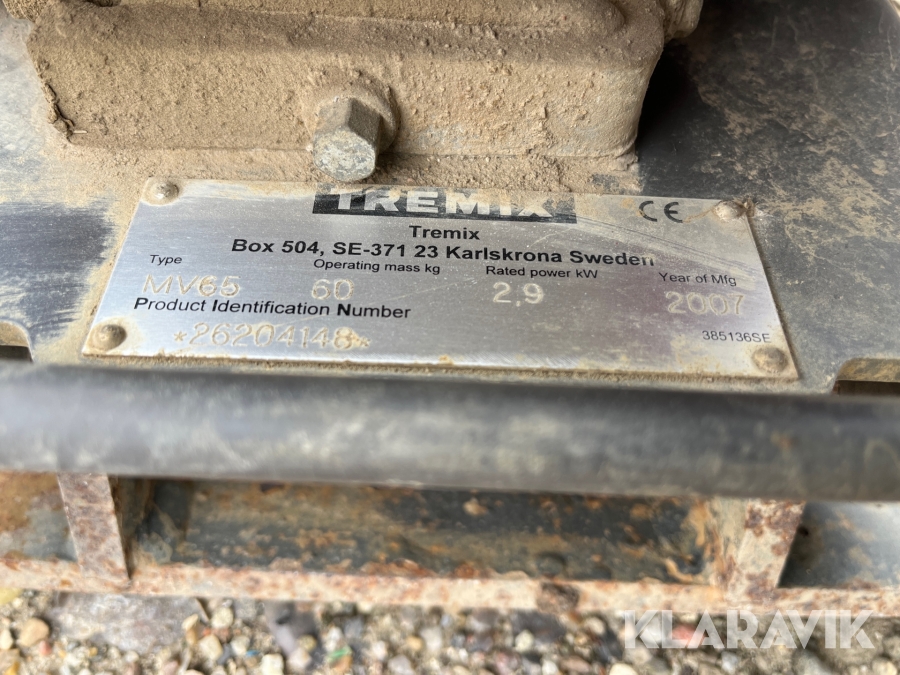 KLARAVIK
TREMIX
CE
Tremix
Box 504, SE-371 23 Karlskrona Sweden
Type Operating mass kg Rated power kW Year of Mfg
MV65 60 2,9 2007
Product Identification Number
*26204148*
385136SE
KLARAVIK